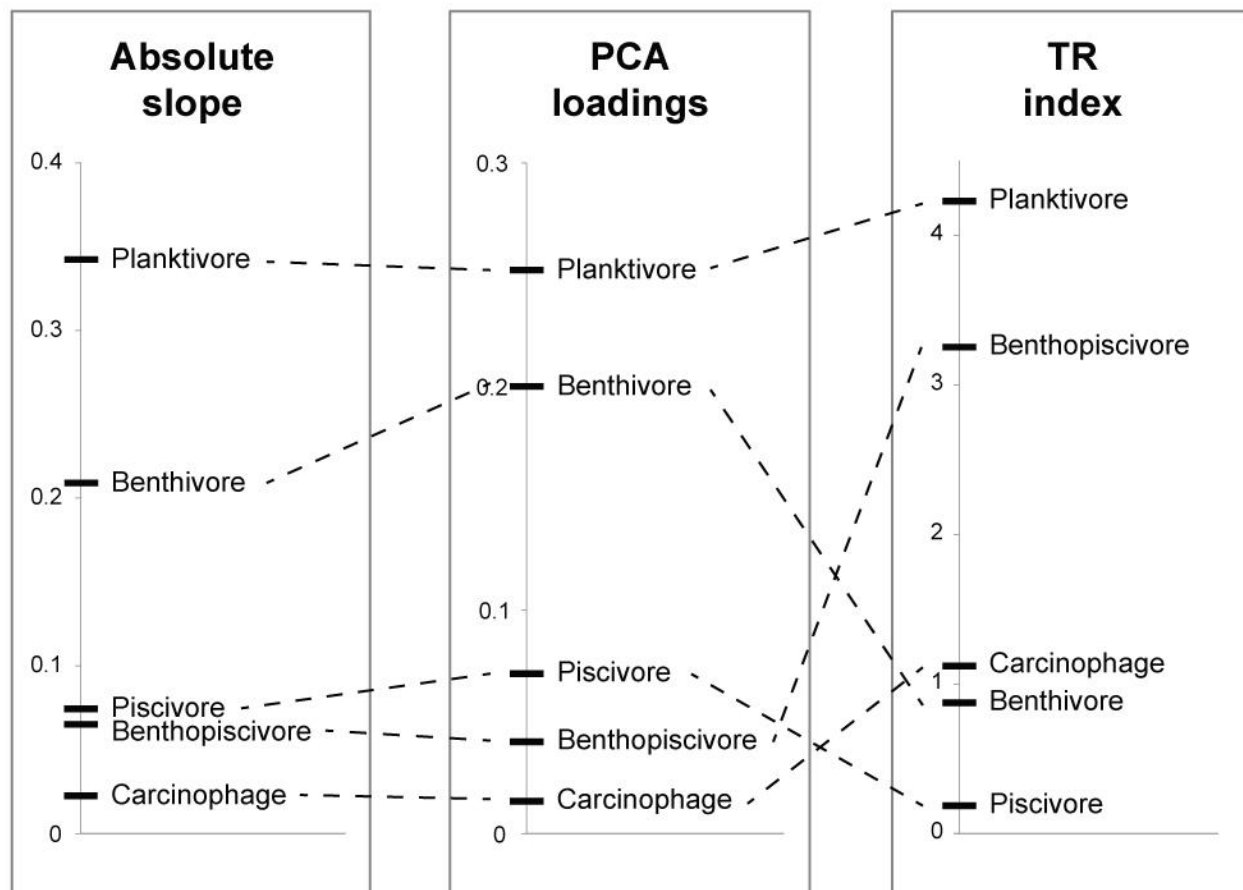 Absolute
slope
0.4
Planktivore
0.3
Benthivore
0.2
0.1
Piscivore
Benthopiscivore
Carcinophage
0
PCA
loadings
0.3
Planktivore
0.2
Benthivore
0.1
Piscivore
Benthopiscivore
Carcinophage
0
TR
index
Planktivore
4
Benthopiscivore
3
2
Carcinophage
1
Benthivore
Piscivore
0